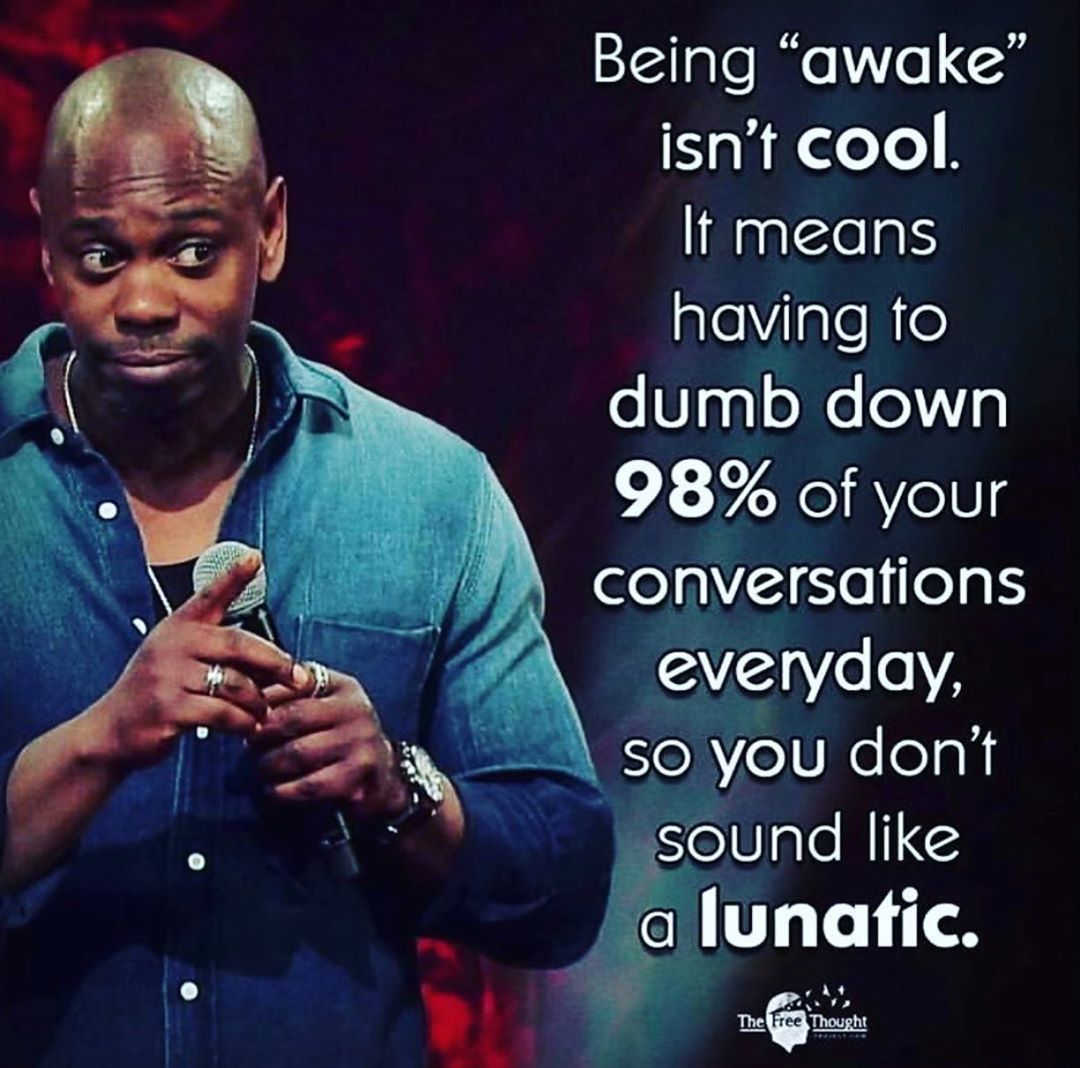 Being “awake”
isn’t cool.
It means
having to
dumb down
98% of your
conversations
everyday,
so you don’t
sound like
a lunatic.
The Free Thought